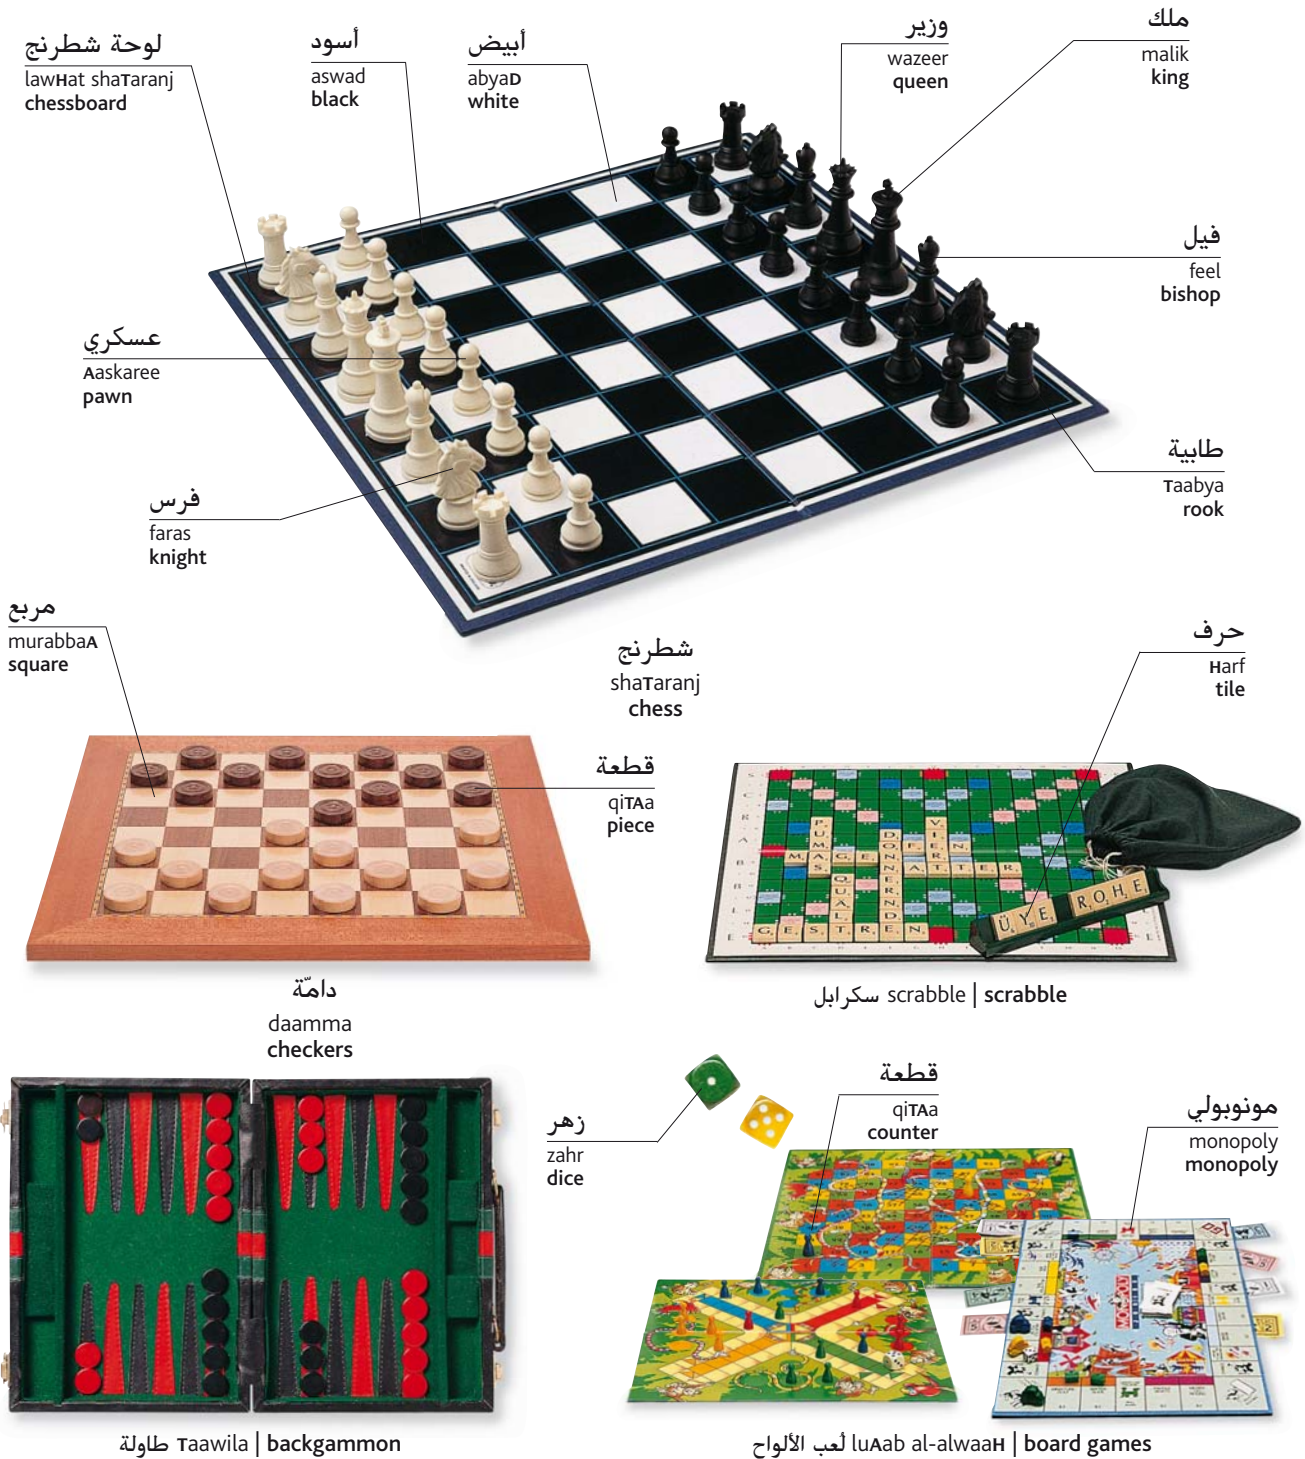 لوحة شطرنج
lawHat shaTaranj
chessboard
أسود
aswad
black
أبيض
abyaD
white
وزير
wazeer
queen
ملك
malik
king
فيل
feel
bishop
عسكري
Aaskaree
pawn
طابية
Taabya
rook
فرس
faras
knight
شطرنج
shaTaranj
chess
مربع
murabbaA
square
قطعة
qiTAa
piece
حرف
Harf
tile
دامّة
daamma
checkers
ÜYE ROHE
سكرابل scrabble | scrabble
زهر
zahr
dice
قطعة
qiTAa
counter
مونوبولي
monopoly
monopoly
MONOPOLY
طاولة Taawila | backgammon
لُعب الألواح luAab al-alwaaH | board games